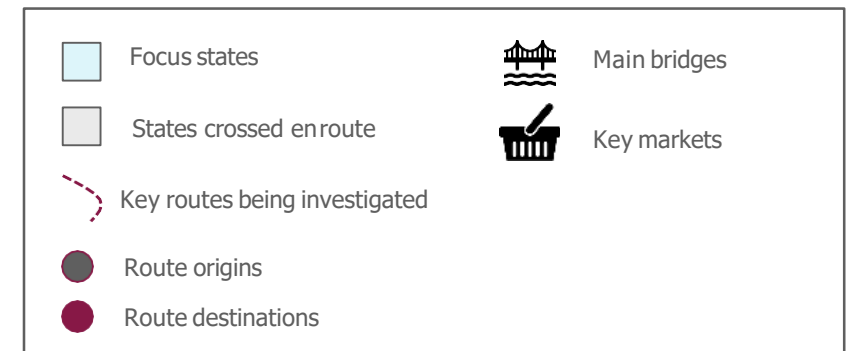 Focus states
States crossed enroute
Key routes being investigated
Route origins
Route destinations
Main bridges
Key markets